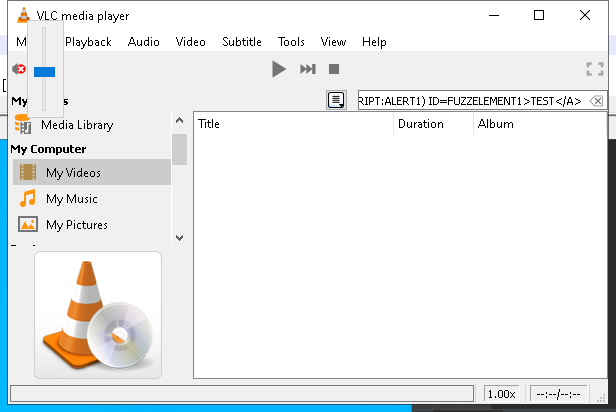 VLC media player
M Playback Audio Video Subtitle Tools View Help
My s
RIPT:ALERT1) ID=FUZZELEMENT1>TEST</A>
Media Library
Title Duration Album
My Computer
My Videos
My Music
My Pictures
1.00x --:--/--:--